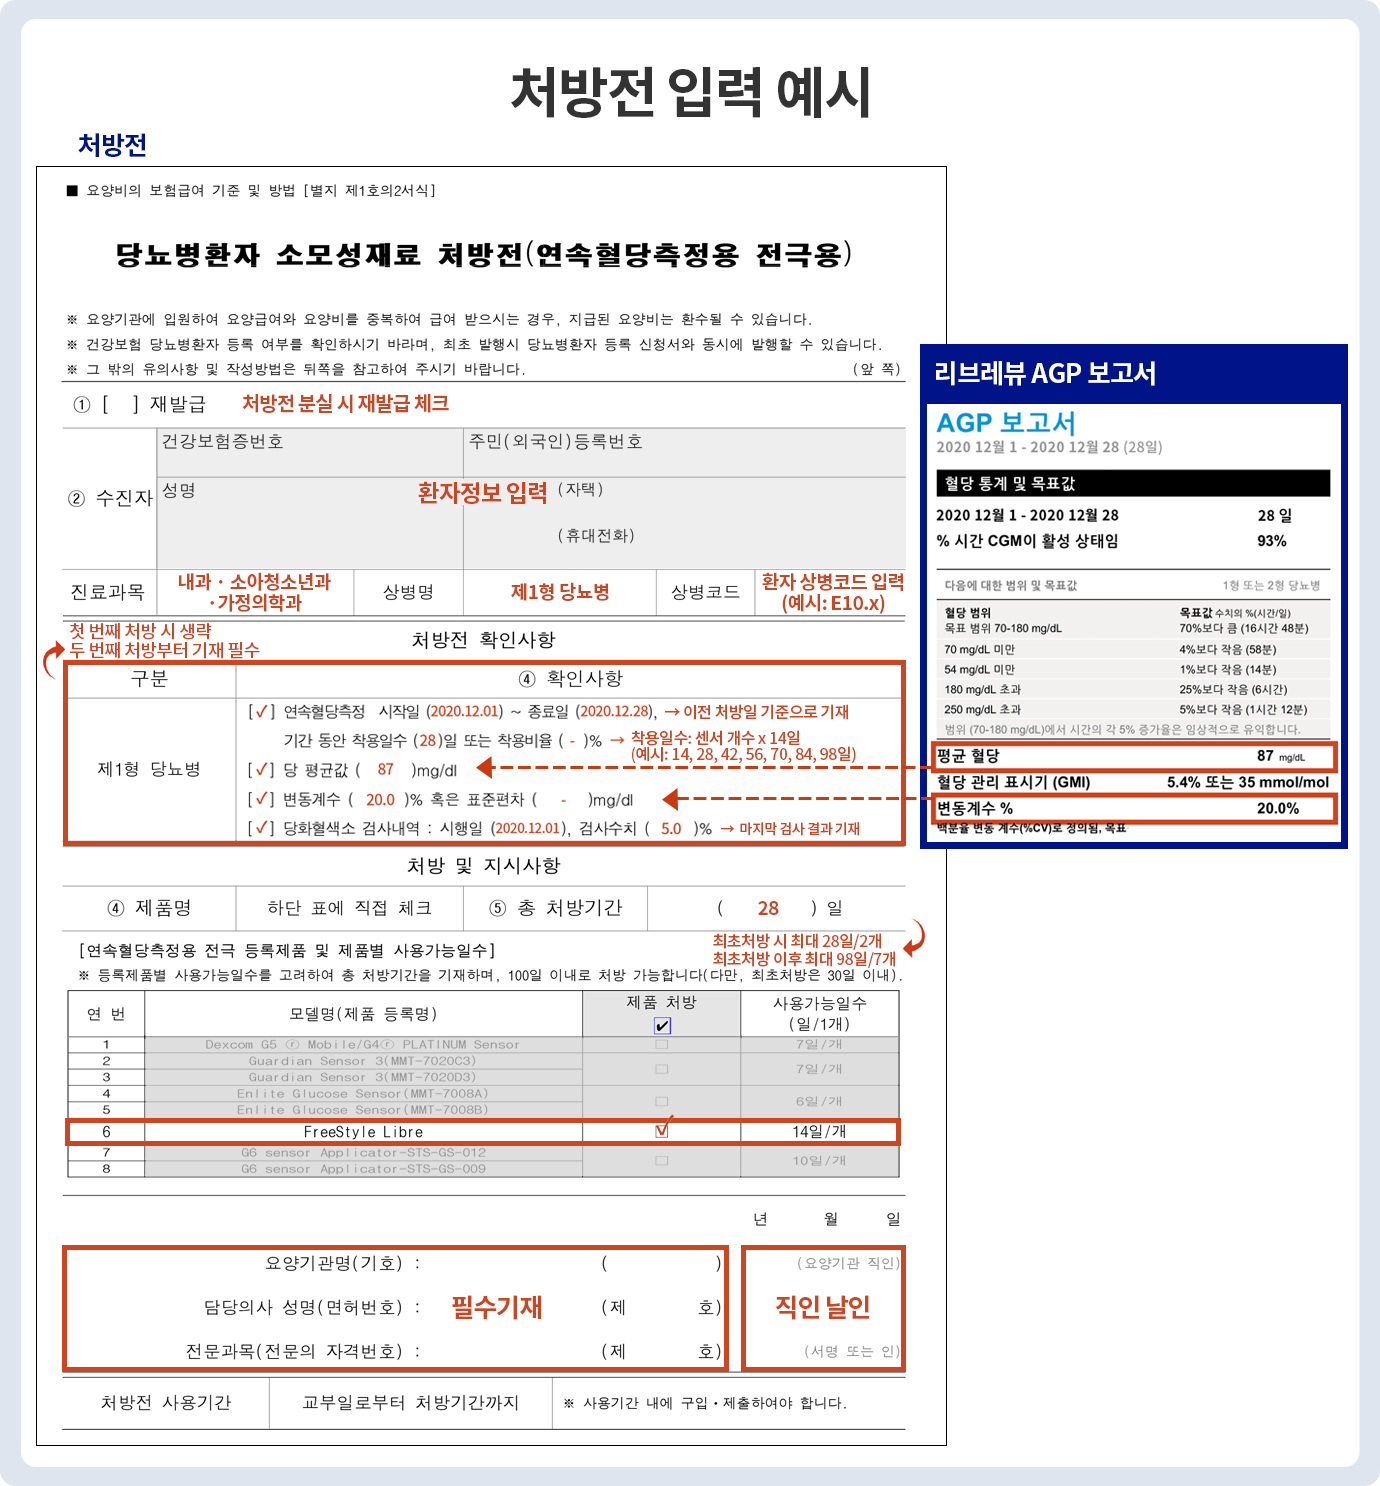 처방전 입력 예시
처방전
■ 요양비의 보험급여 기준 및 방법 [별지 제1호의2서식]
당뇨병환자 소모성재료 처방전(연속혈당측정용 전극용)
※ 요양기관에 입원하여 요양급여와 요양비를 중복하여 급여 받으시는 경우, 지급된 요양비는 환수될 수 있습니다.
※ 건강보험 당뇨병환자 등록 여부를 확인하시기 바라며, 최초 발행시 당뇨병환자 등록 신청서와 동시에 발행할 수 있습니다.
※ 그 밖의 유의사항 및 작성방법은 뒤쪽을 참고하여 주시기 바랍니다. (앞 쪽)
① [ ] 재발급 처방전 분실 시 재발급 체크
② 수진자
건강보험증번호 주민(외국인)등록번호
성명 환자정보 입력 (자택)
(휴대전화)
진료과목 내과 · 소아청소년과
·가정의학과
상병명 제1형 당뇨병 상병코드 환자 상병코드 입력
(예시: E10.x)
첫 번째 처방 시 생략
두 번째 처방부터 기재 필수
처방전 확인사항
구분 ④ 확인사항
제1형 당뇨병
[✓] 연속혈당측정 시작일 (2020.12.01) ~ 종료일 (2020.12.28), → 이전 처방일 기준으로 기재
기간 동안 착용일수 (28)일 또는 착용비율 ( - )% → 착용일수: 센서 개수 x 14일
(예시: 14, 28, 42, 56, 70, 84, 98일)
[✓] 당 평균값 ( 87 )mg/dl
[✓] 변동계수 ( 20.0 )% 혹은 표준편차 ( - )mg/dl
[✓] 당화혈색소 검사내역 : 시행일 (2020.12.01), 검사수치 ( 5.0 )% → 마지막 검사 결과 기재
처방 및 지시사항
④ 제품명 하단 표에 직접 체크 ⑤ 총 처방기간 ( 28 ) 일
[연속혈당측정용 전극 등록제품 및 제품별 사용가능일수]
최초처방 시 최대 28일/2개
최초처방 이후 최대 98일/7개
※ 등록제품별 사용가능일수를 고려하여 총 처방기간을 기재하며, 100일 이내로 처방 가능합니다(다만, 최초처방은 30일 이내).
연 번 모델명(제품 등록명) 제품 처방 ✔ 사용가능일수
(일/1개)
1 Dexcom G5 ⓡ Mobile/G4ⓡ PLATINUM Sensor □ 7일/개
2 Guardian Sensor 3(MMT-7020C3)
□ 7일/개
3 Guardian Sensor 3(MMT-7020D3)
4 Enlite Glucose Sensor(MMT-7008A)
□ 6일/개
5 Enlite Glucose Sensor(MMT-7008B)
6 FreeStyle Libre ☑ 14일/개
7 G6 sensor Applicator-STS-GS-012
□ 10일/개
8 G6 sensor Applicator-STS-GS-009
년 월 일
요양기관명(기호) : ( ) (요양기관 직인)
담당의사 성명(면허번호) : 필수기재 (제 호) 직인 날인
전문과목(전문의 자격번호) : (제 호) (서명 또는 인)
처방전 사용기간 교부일로부터 처방기간까지 ※ 사용기간 내에 구입·제출하여야 합니다.
리브레뷰 AGP 보고서
AGP 보고서
2020 12월 1 - 2020 12월 28 (28일)
혈당 통계 및 목표값
2020 12월 1 - 2020 12월 28 28 일
% 시간 CGM이 활성 상태임 93%
다음에 대한 범위 및 목표값 1형 또는 2형 당뇨병
혈당 범위 목표값 수치의 %(시간/일)
목표 범위 70-180 mg/dL 70%보다 큼 (16시간 48분)
70 mg/dL 미만 4%보다 작음 (58분)
54 mg/dL 미만 1%보다 작음 (14분)
180 mg/dL 초과 25%보다 작음 (6시간)
250 mg/dL 초과 5%보다 작음 (1시간 12분)
범위 (70-180 mg/dL)에서 시간의 각 5% 증가율은 임상적으로 유익합니다.
평균 혈당 87 mg/dL
혈당 관리 표시기 (GMI) 5.4% 또는 35 mmol/mol
변동계수 % 20.0%
백분율 변동 계수(%CV)로 정의됨, 목표